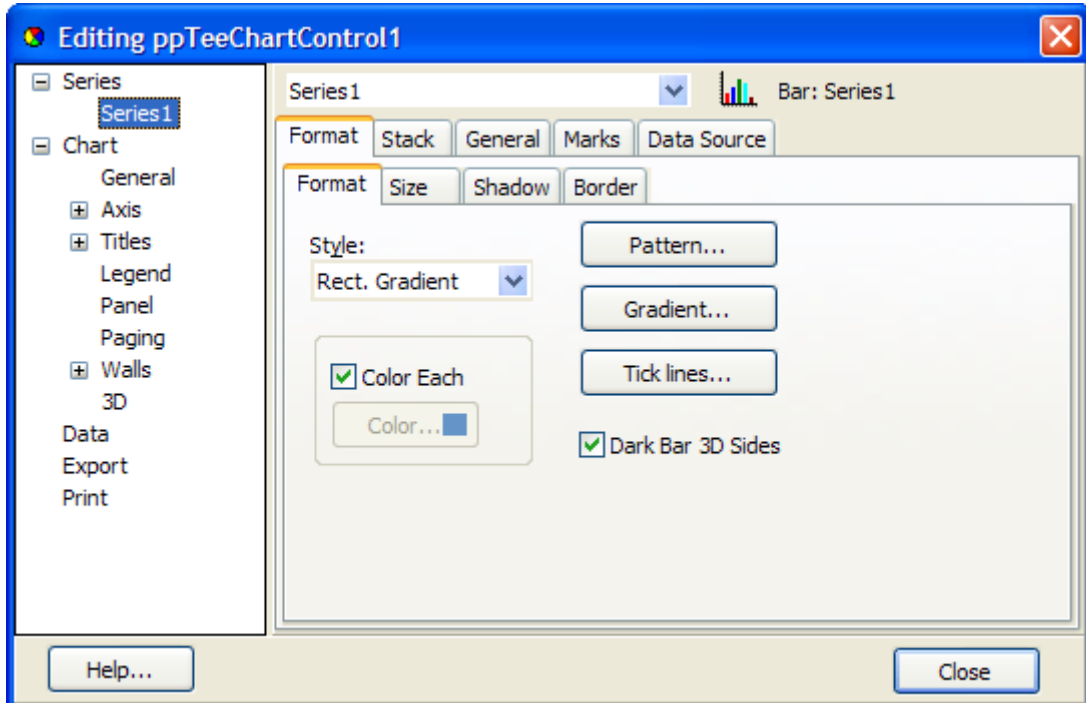 Editing ppTeeChartControl1
Series
Series1
Chart
General
Axis
Titles
Legend
Panel
Paging
Walls
3D
Data
Export
Print
Series1
Bar: Series1
Format Stack General Marks Data Source
Format Size Shadow Border
Style:
Rect. Gradient
Color Each
Color...
Pattern...
Gradient...
Tick lines...
Dark Bar 3D Sides
Help...
Close